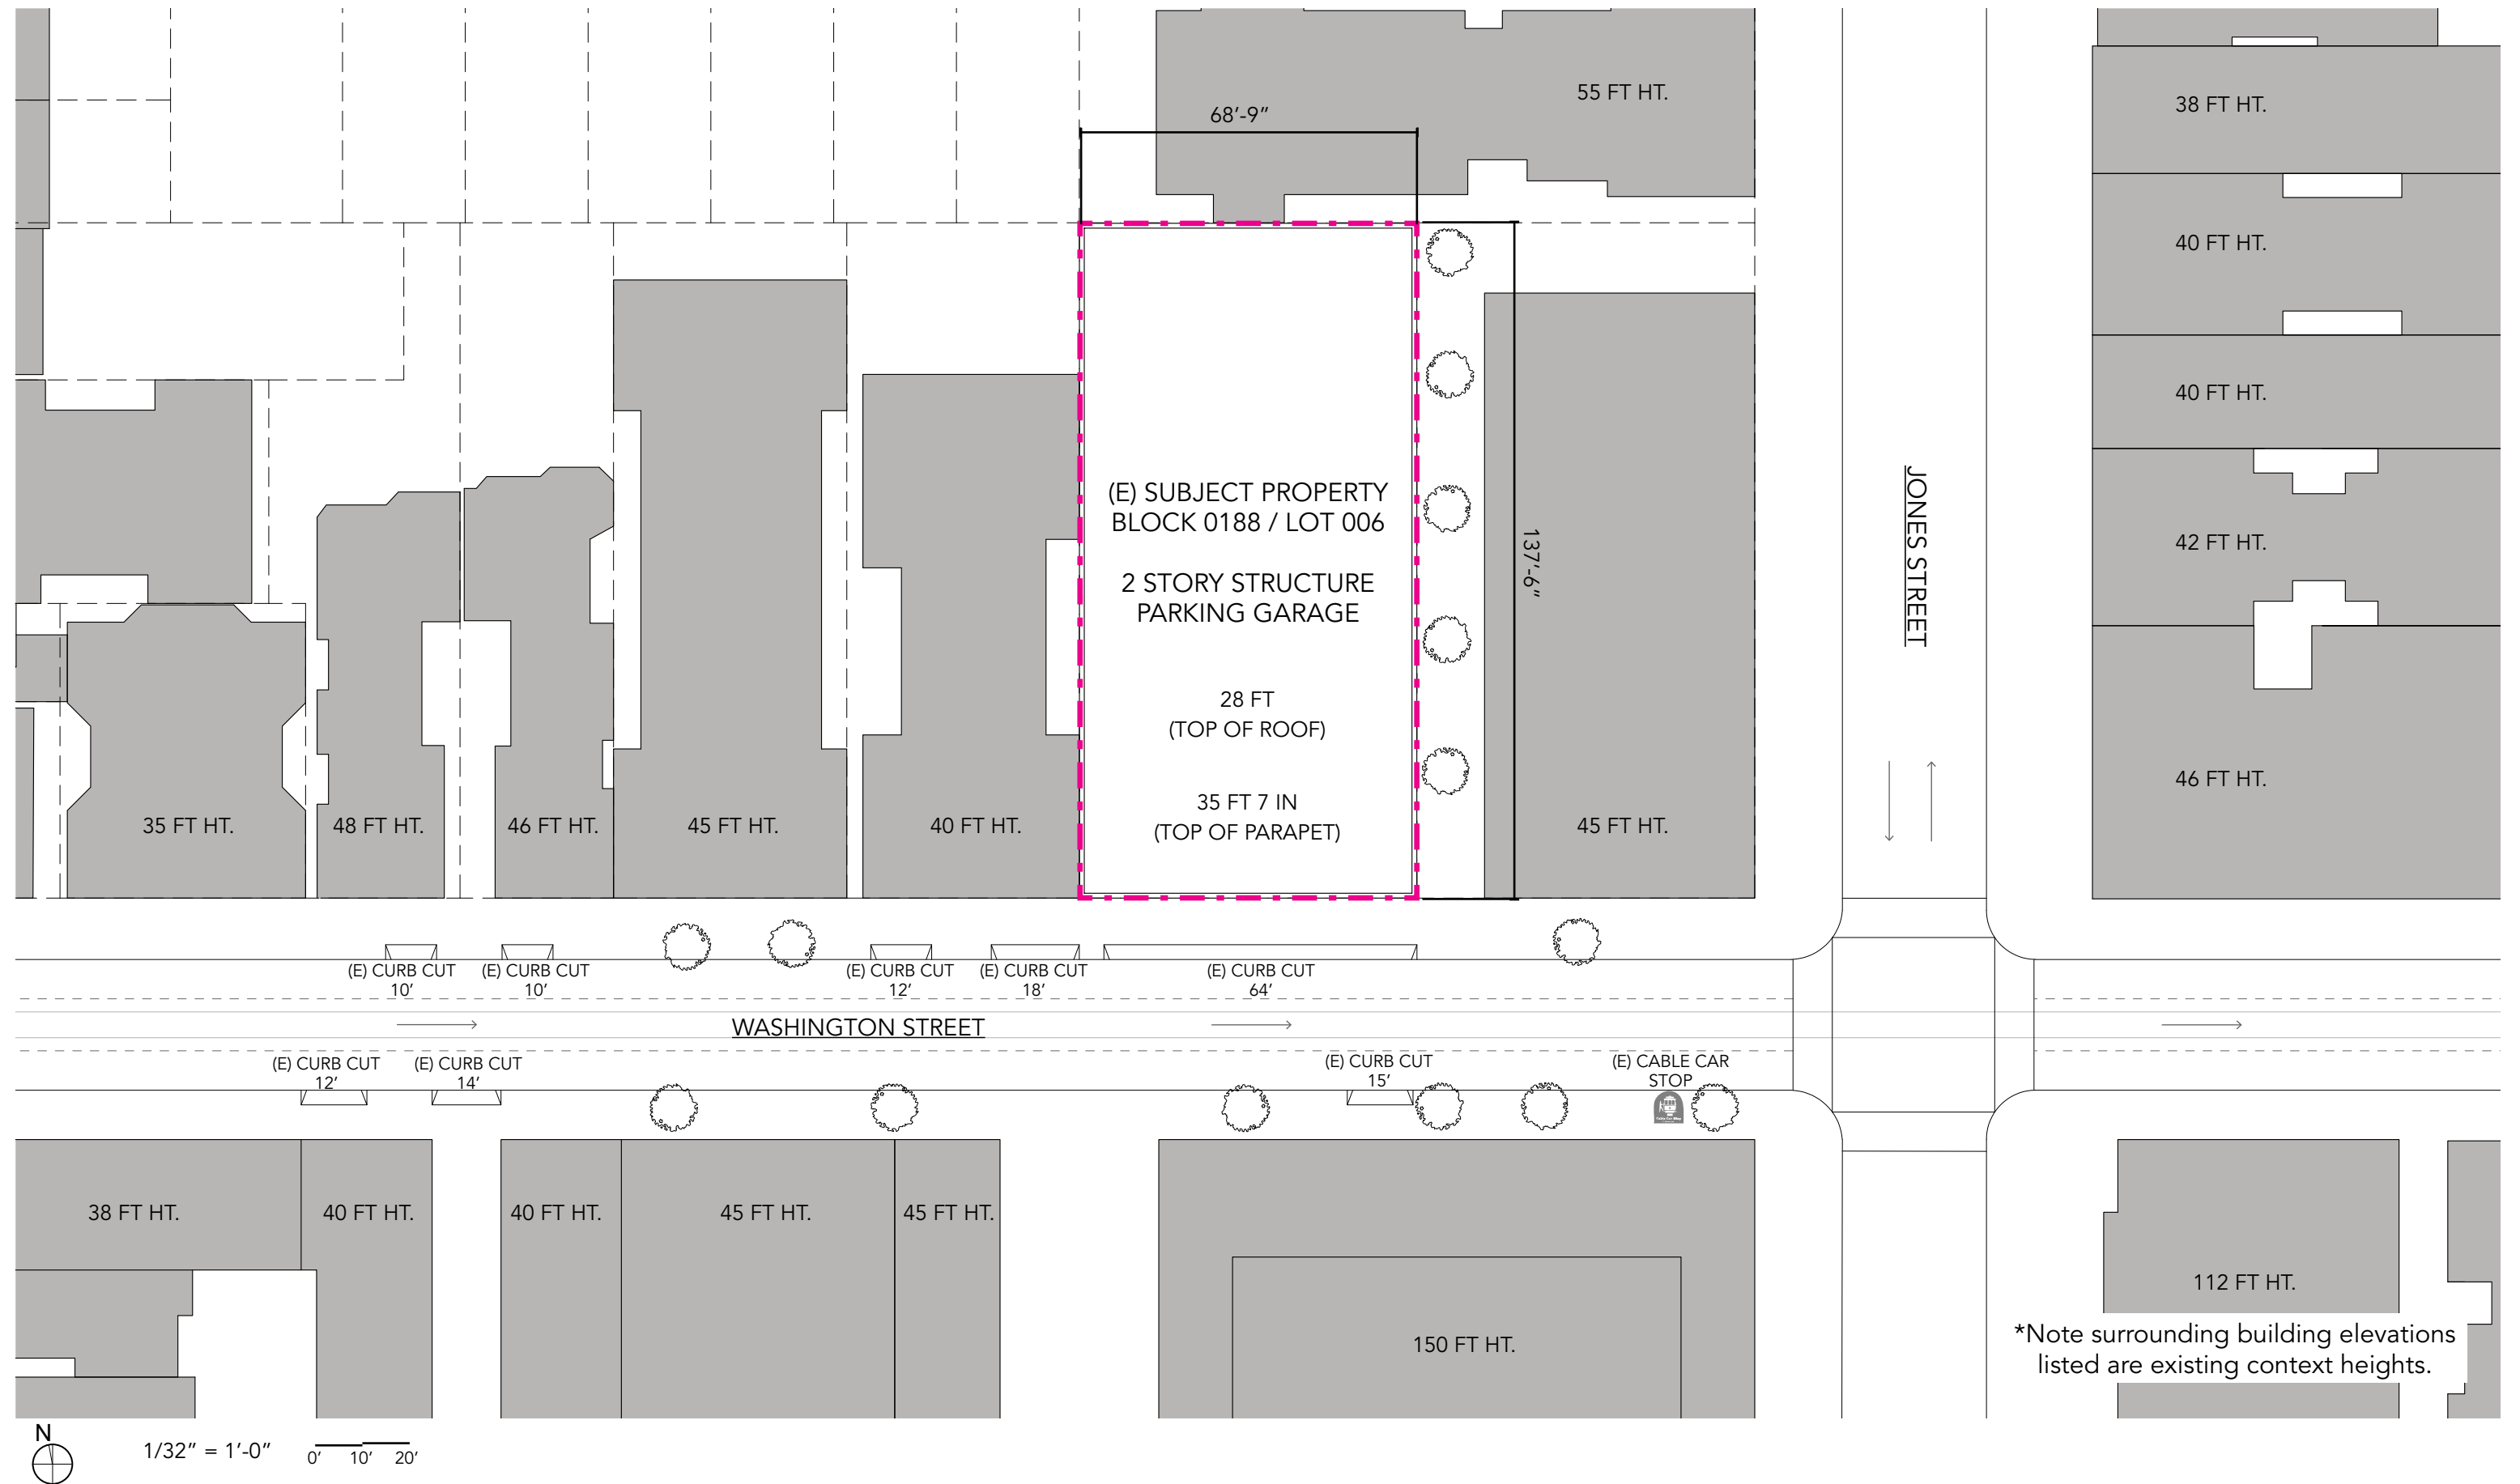 55 FT HT.
68’-9”
38 FT HT.
40 FT HT.
40 FT HT.
42 FT HT.
46 FT HT.
JONES STREET
137’-6”
(E) SUBJECT PROPERTY
BLOCK 0188 / LOT 006
2 STORY STRUCTURE
PARKING GARAGE
28 FT
(TOP OF ROOF)
35 FT 7 IN
(TOP OF PARAPET)
35 FT HT.
48 FT HT.
46 FT HT.
45 FT HT.
40 FT HT.
45 FT HT.
(E) CURB CUT
10’
(E) CURB CUT
10’
(E) CURB CUT
12’
(E) CURB CUT
18’
(E) CURB CUT
64’
WASHINGTON STREET
(E) CURB CUT
12’
(E) CURB CUT
14’
(E) CURB CUT
15’
(E) CABLE CAR
STOP
38 FT HT.
40 FT HT.
40 FT HT.
45 FT HT.
45 FT HT.
150 FT HT.
112 FT HT.
*Note surrounding building elevations
listed are existing context heights.
N
1/32” = 1’-0”
0’ 10’ 20’